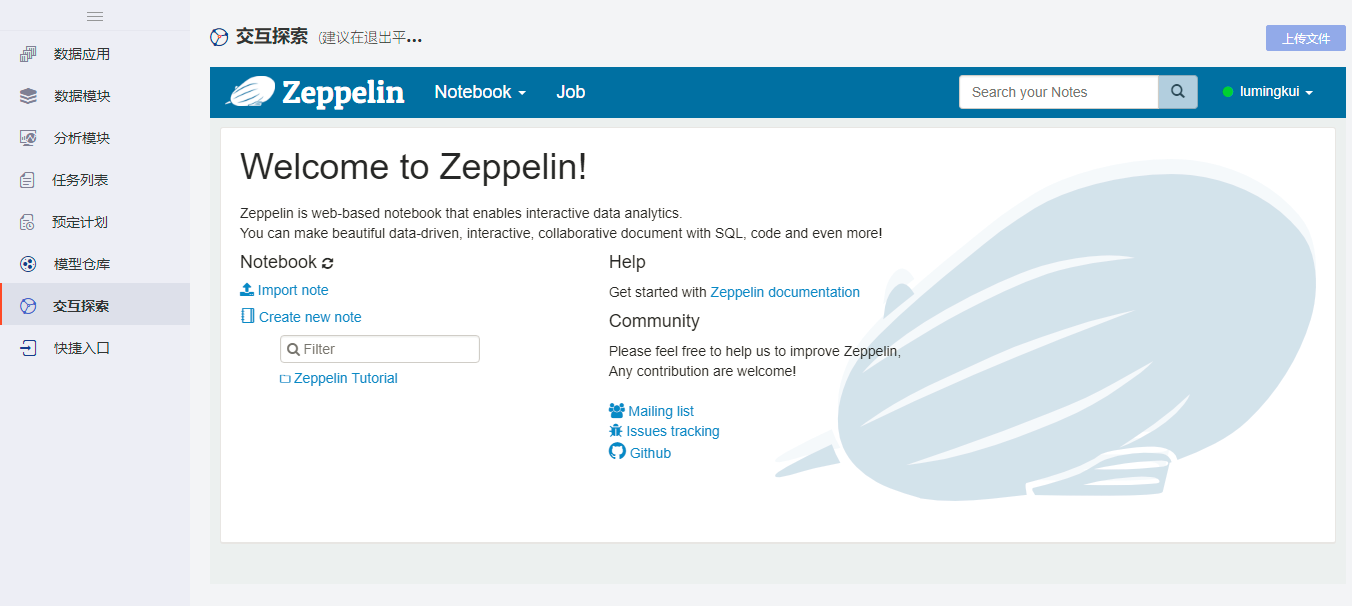 数据应用
数据模块
分析模块
任务列表
预定计划
模型仓库
交互探索
快捷入口
交互探索 (建议在退出平...
上传文件
Zeppelin Notebook Job Search your Notes lumingkui
Welcome to Zeppelin!
Zeppelin is web-based notebook that enables interactive data analytics.
You can make beautiful data-driven, interactive, collaborative document with SQL, code and even more!
Notebook
Import note
Create new note
Filter
Zeppelin Tutorial
Help
Get started with Zeppelin documentation
Community
Please feel free to help us to improve Zeppelin,
Any contribution are welcome!
Mailing list
Issues tracking
Github